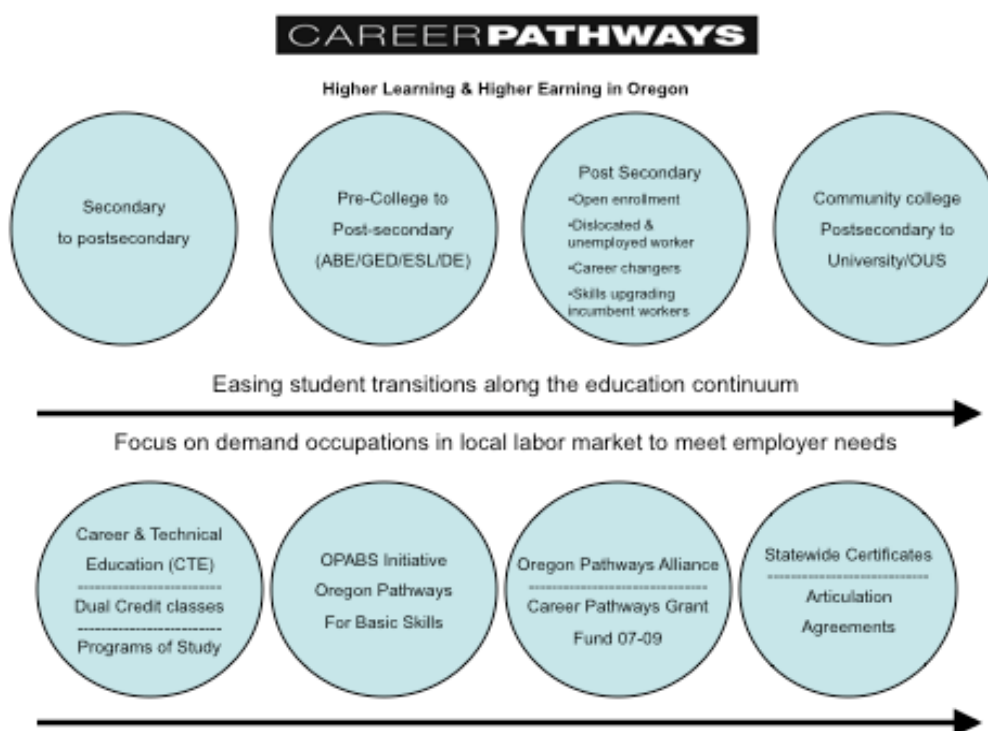 CAREERPATHWAYS
Higher Learning & Higher Earning in Oregon
Secondary
to postsecondary
Pre-College to
Post-secondary
(ABE/GED/ESL/DE)
Post Secondary
•Open enrollment
•Dislocated &
unemployed worker
•Career changers
•Skills upgrading
incumbent workers
Community college
Postsecondary to
University/OUS
Easing student transitions along the education continuum
Focus on demand occupations in local labor market to meet employer needs
Career & Technical
Education (CTE)
Dual Credit classes
Programs of Study
OPABS Initiative
Oregon Pathways
For Basic Skills
Oregon Pathways Alliance
Career Pathways Grant
Fund 07-09
Statewide Certificates
Articulation
Agreements